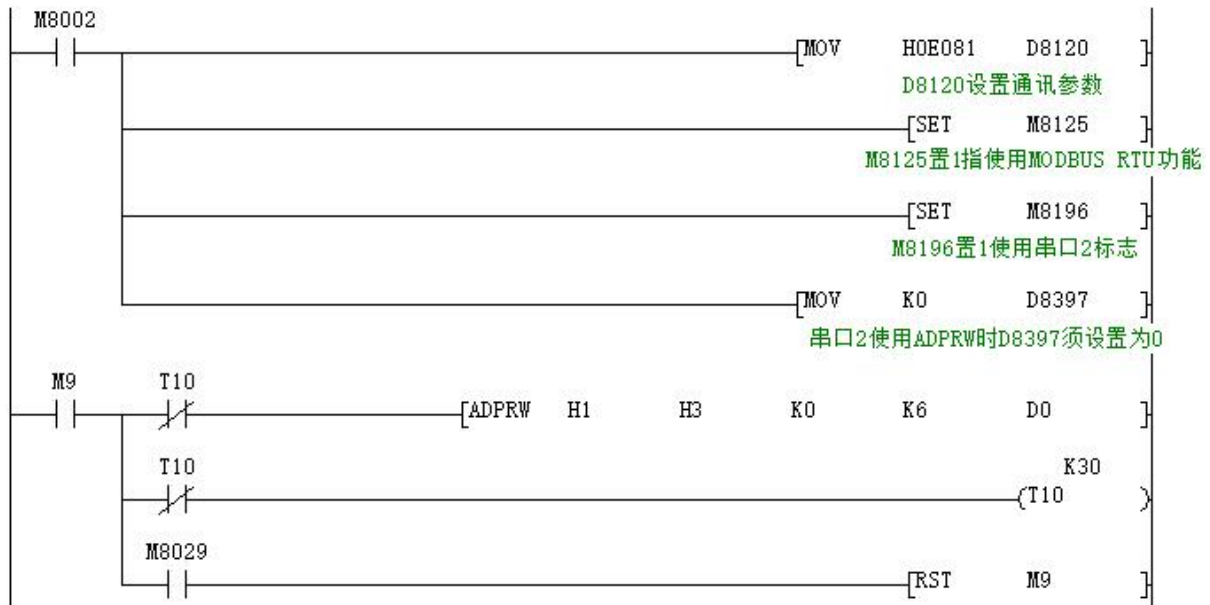 M8002
MOV H0E081 D8120
D8120设置通讯参数
SET M8125
M8125置1指使用MODBUS RTU功能
SET M8196
M8196置1使用串口2标志
MOV K0 D8397
串口2使用ADPRW时D8397须设置为0
M9 T10
ADPRW H1 H3 K0 K6 D0
T10 K30
T10
M8029
RST M9